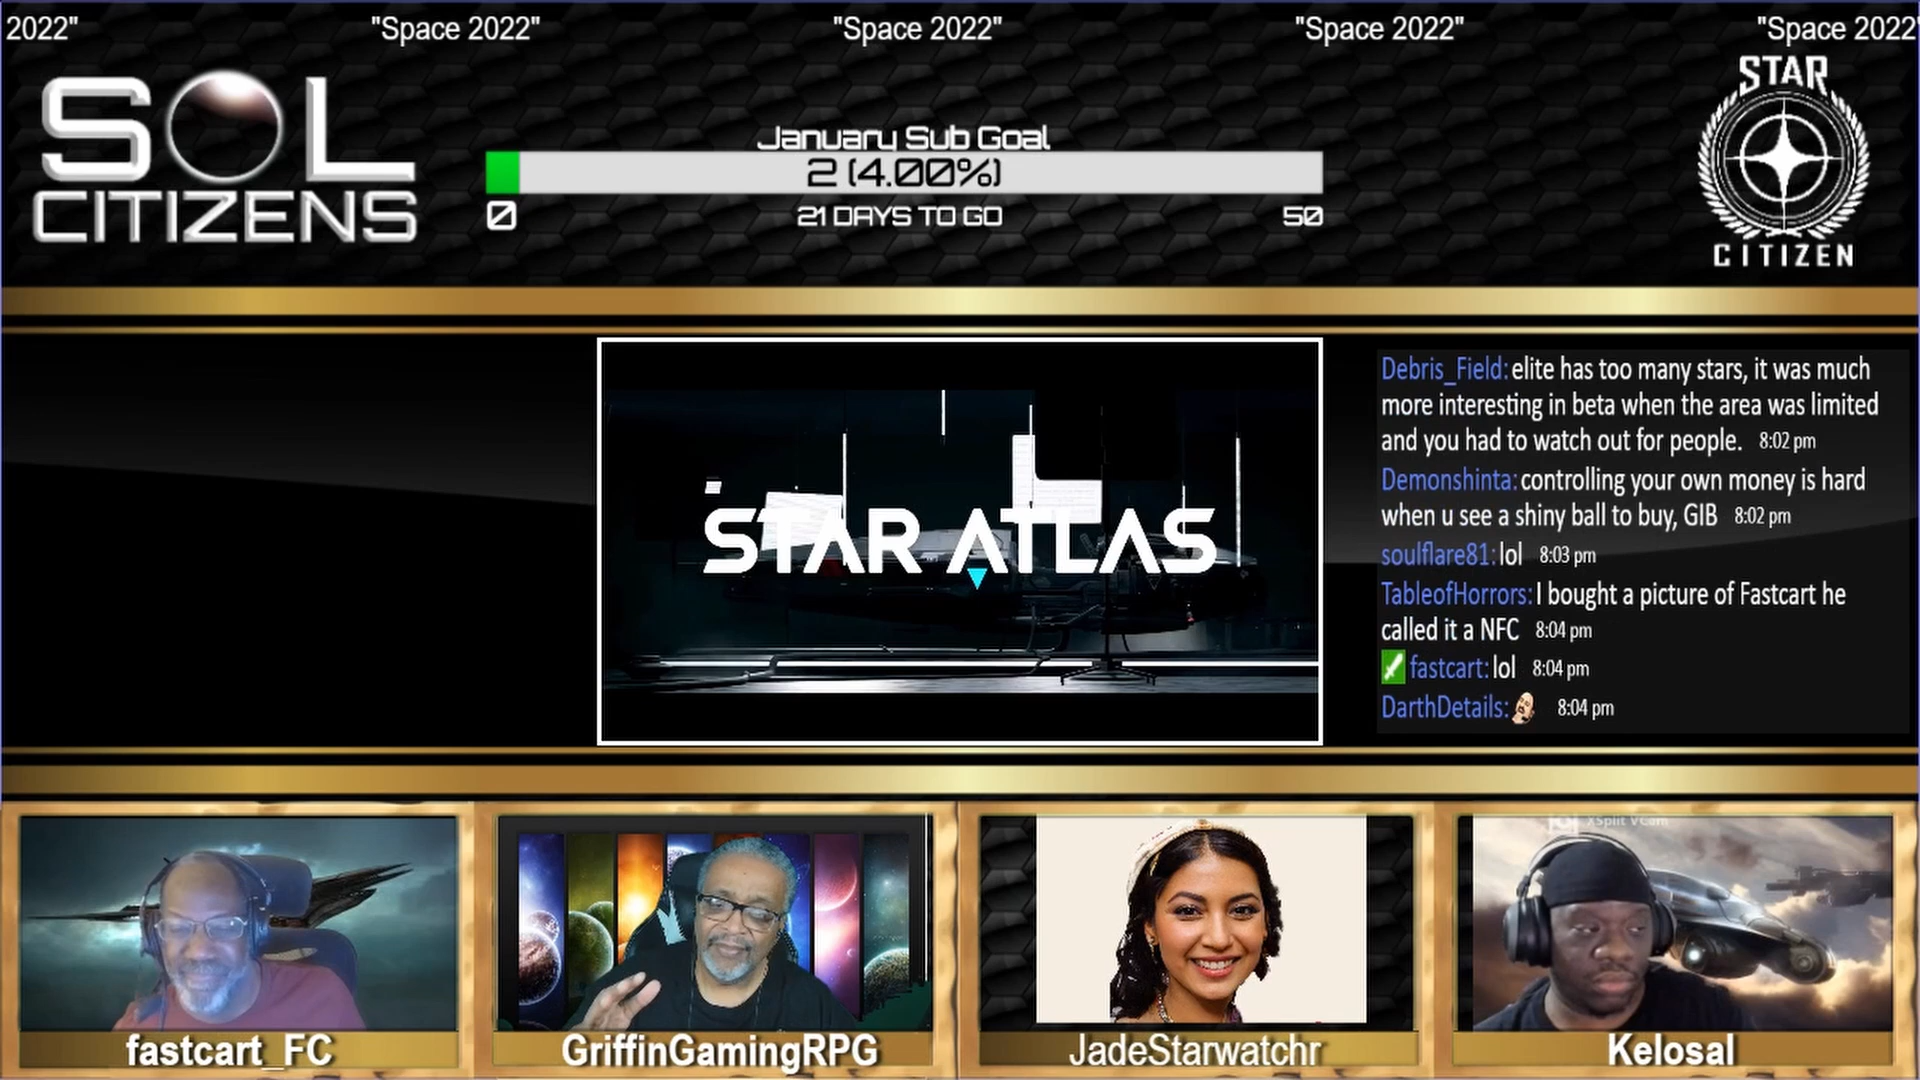 2022" "Space 2022" "Space 2022" "Space 2022" "Space 2022"
SOL
CITIZENS
January Sub Goal
2 (4.00%)
0 21 DAYS TO GO 50
STAR
CITIZEN
STAR ATLAS
Debris_Field: elite has too many stars, it was much
more interesting in beta when the area was limited
and you had to watch out for people. 8:02 pm
Demonshinta: controlling your own money is hard
when u see a shiny ball to buy, GIB 8:02 pm
soulflare81: lol 8:03 pm
TableofHorrors: I bought a picture of Fastcart he
called it a NFC 8:04 pm
fastcart: lol 8:04 pm
DarthDetails: 8:04 pm
XSplit VCam
fastcart_FC
GriffinGamingRPG
JadeStarwatchr
Kelosal